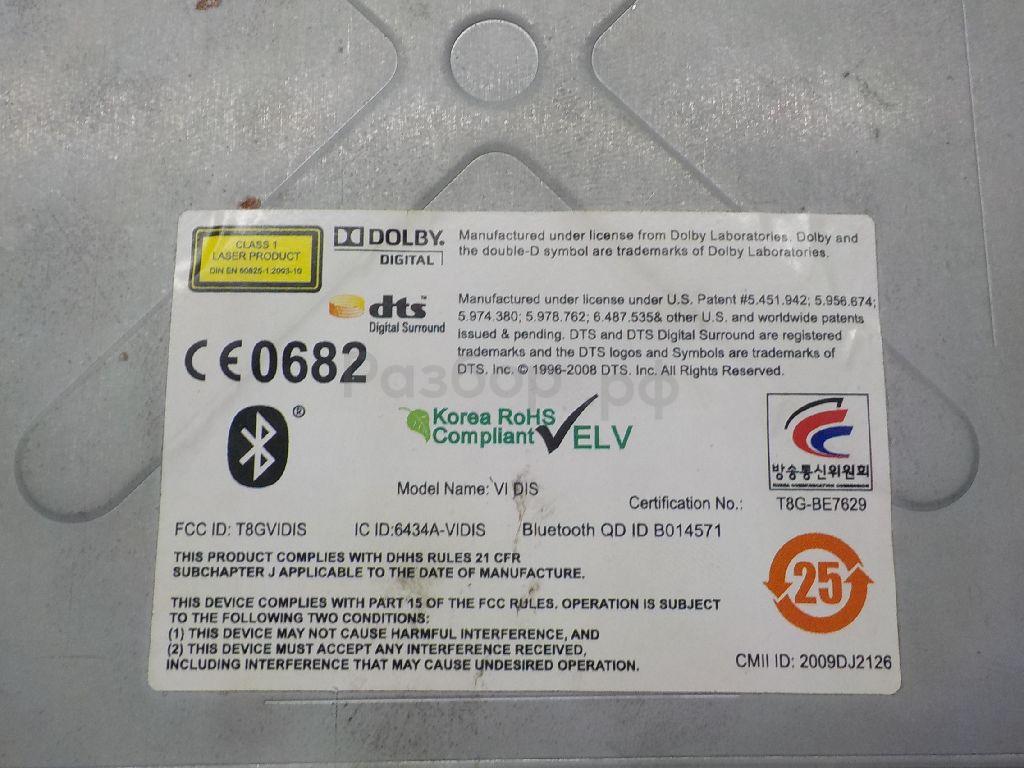 CLASS 1
LASER PRODUCT
DIN EN 60825-1:2003-10
DOLBY.
DIGITAL
Manufactured under license from Dolby Laboratories. Dolby and
the double-D symbol are trademarks of Dolby Laboratories.
dts™
Digital Surround
Manufactured under license under U.S. Patent #5.451.942; 5.956.674;
5.974.380; 5.978.762; 6.487.535& other U.S. and worldwide patents
issued & pending. DTS and DTS Digital Surround are registered
trademarks and the DTS logos and Symbols are trademarks of
DTS. Inc. © 1996-2008 DTS. Inc. All Rights Reserved.
CE0682
Разбор.рф
®
Korea RoHS
Compliant
ELV
방송통신위원회
KOREA COMMUNICATIONS COMMISSION
Model Name: VI DIS
Certification No.: T8G-BE7629
FCC ID: T8GVIDIS IC ID:6434A-VIDIS Bluetooth QD ID B014571
THIS PRODUCT COMPLIES WITH DHHS RULES 21 CFR
SUBCHAPTER J APPLICABLE TO THE DATE OF MANUFACTURE.
25
THIS DEVICE COMPLIES WITH PART 15 OF THE FCC RULES. OPERATION IS SUBJECT
TO THE FOLLOWING TWO CONDITIONS:
(1) THIS DEVICE MAY NOT CAUSE HARMFUL INTERFERENCE, AND
(2) THIS DEVICE MUST ACCEPT ANY INTERFERENCE RECEIVED,
INCLUDING INTERFERENCE THAT MAY CAUSE UNDESIRED OPERATION.
CMII ID: 2009DJ2126